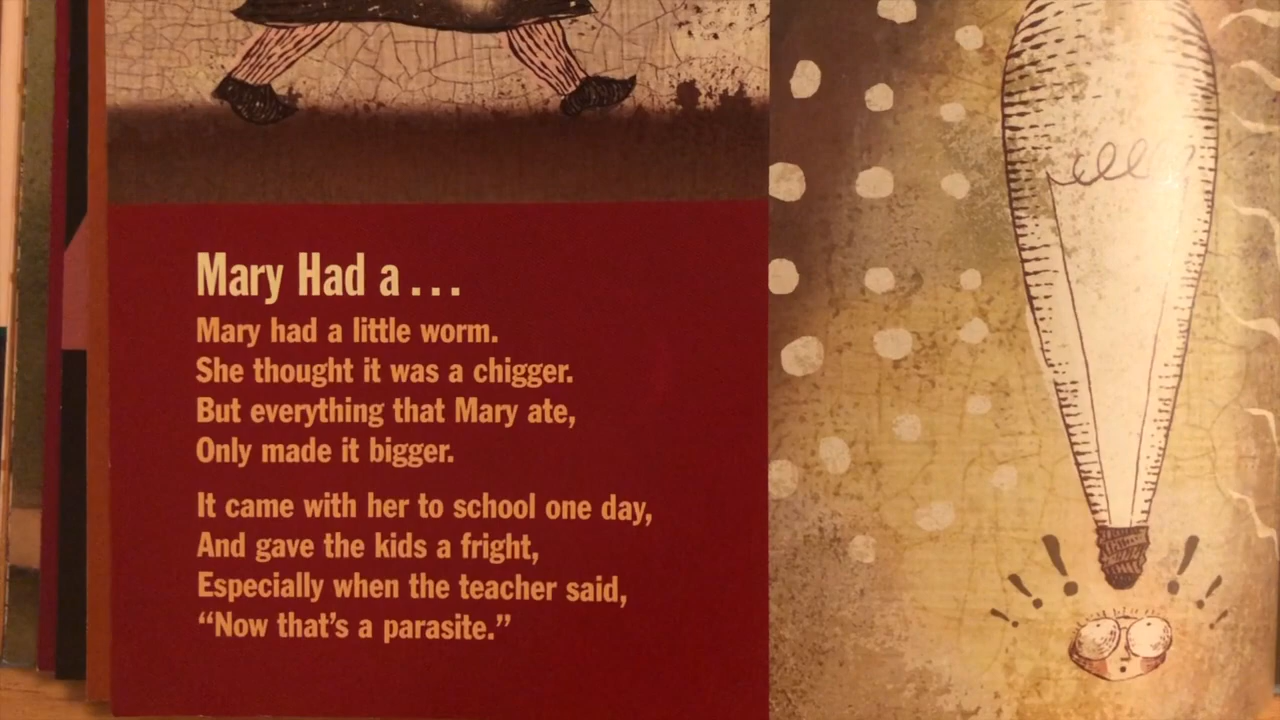 Mary Had a . . .
Mary had a little worm.
She thought it was a chigger.
But everything that Mary ate,
Only made it bigger.
It came with her to school one day,
And gave the kids a fright,
Especially when the teacher said,
“Now that’s a parasite.”